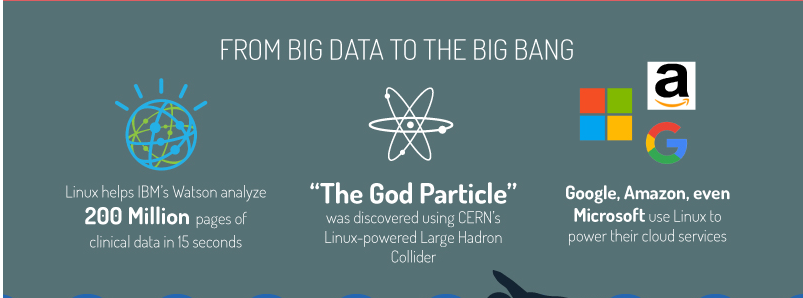 FROM BIG DATA TO THE BIG BANG
Linux helps IBM's Watson analyze
200 Million pages of
clinical data in 15 seconds
“The God Particle”
was discovered using CERN's
Linux-powered Large Hadron
Collider
a
G
Google, Amazon, even
Microsoft use Linux to
power their cloud services